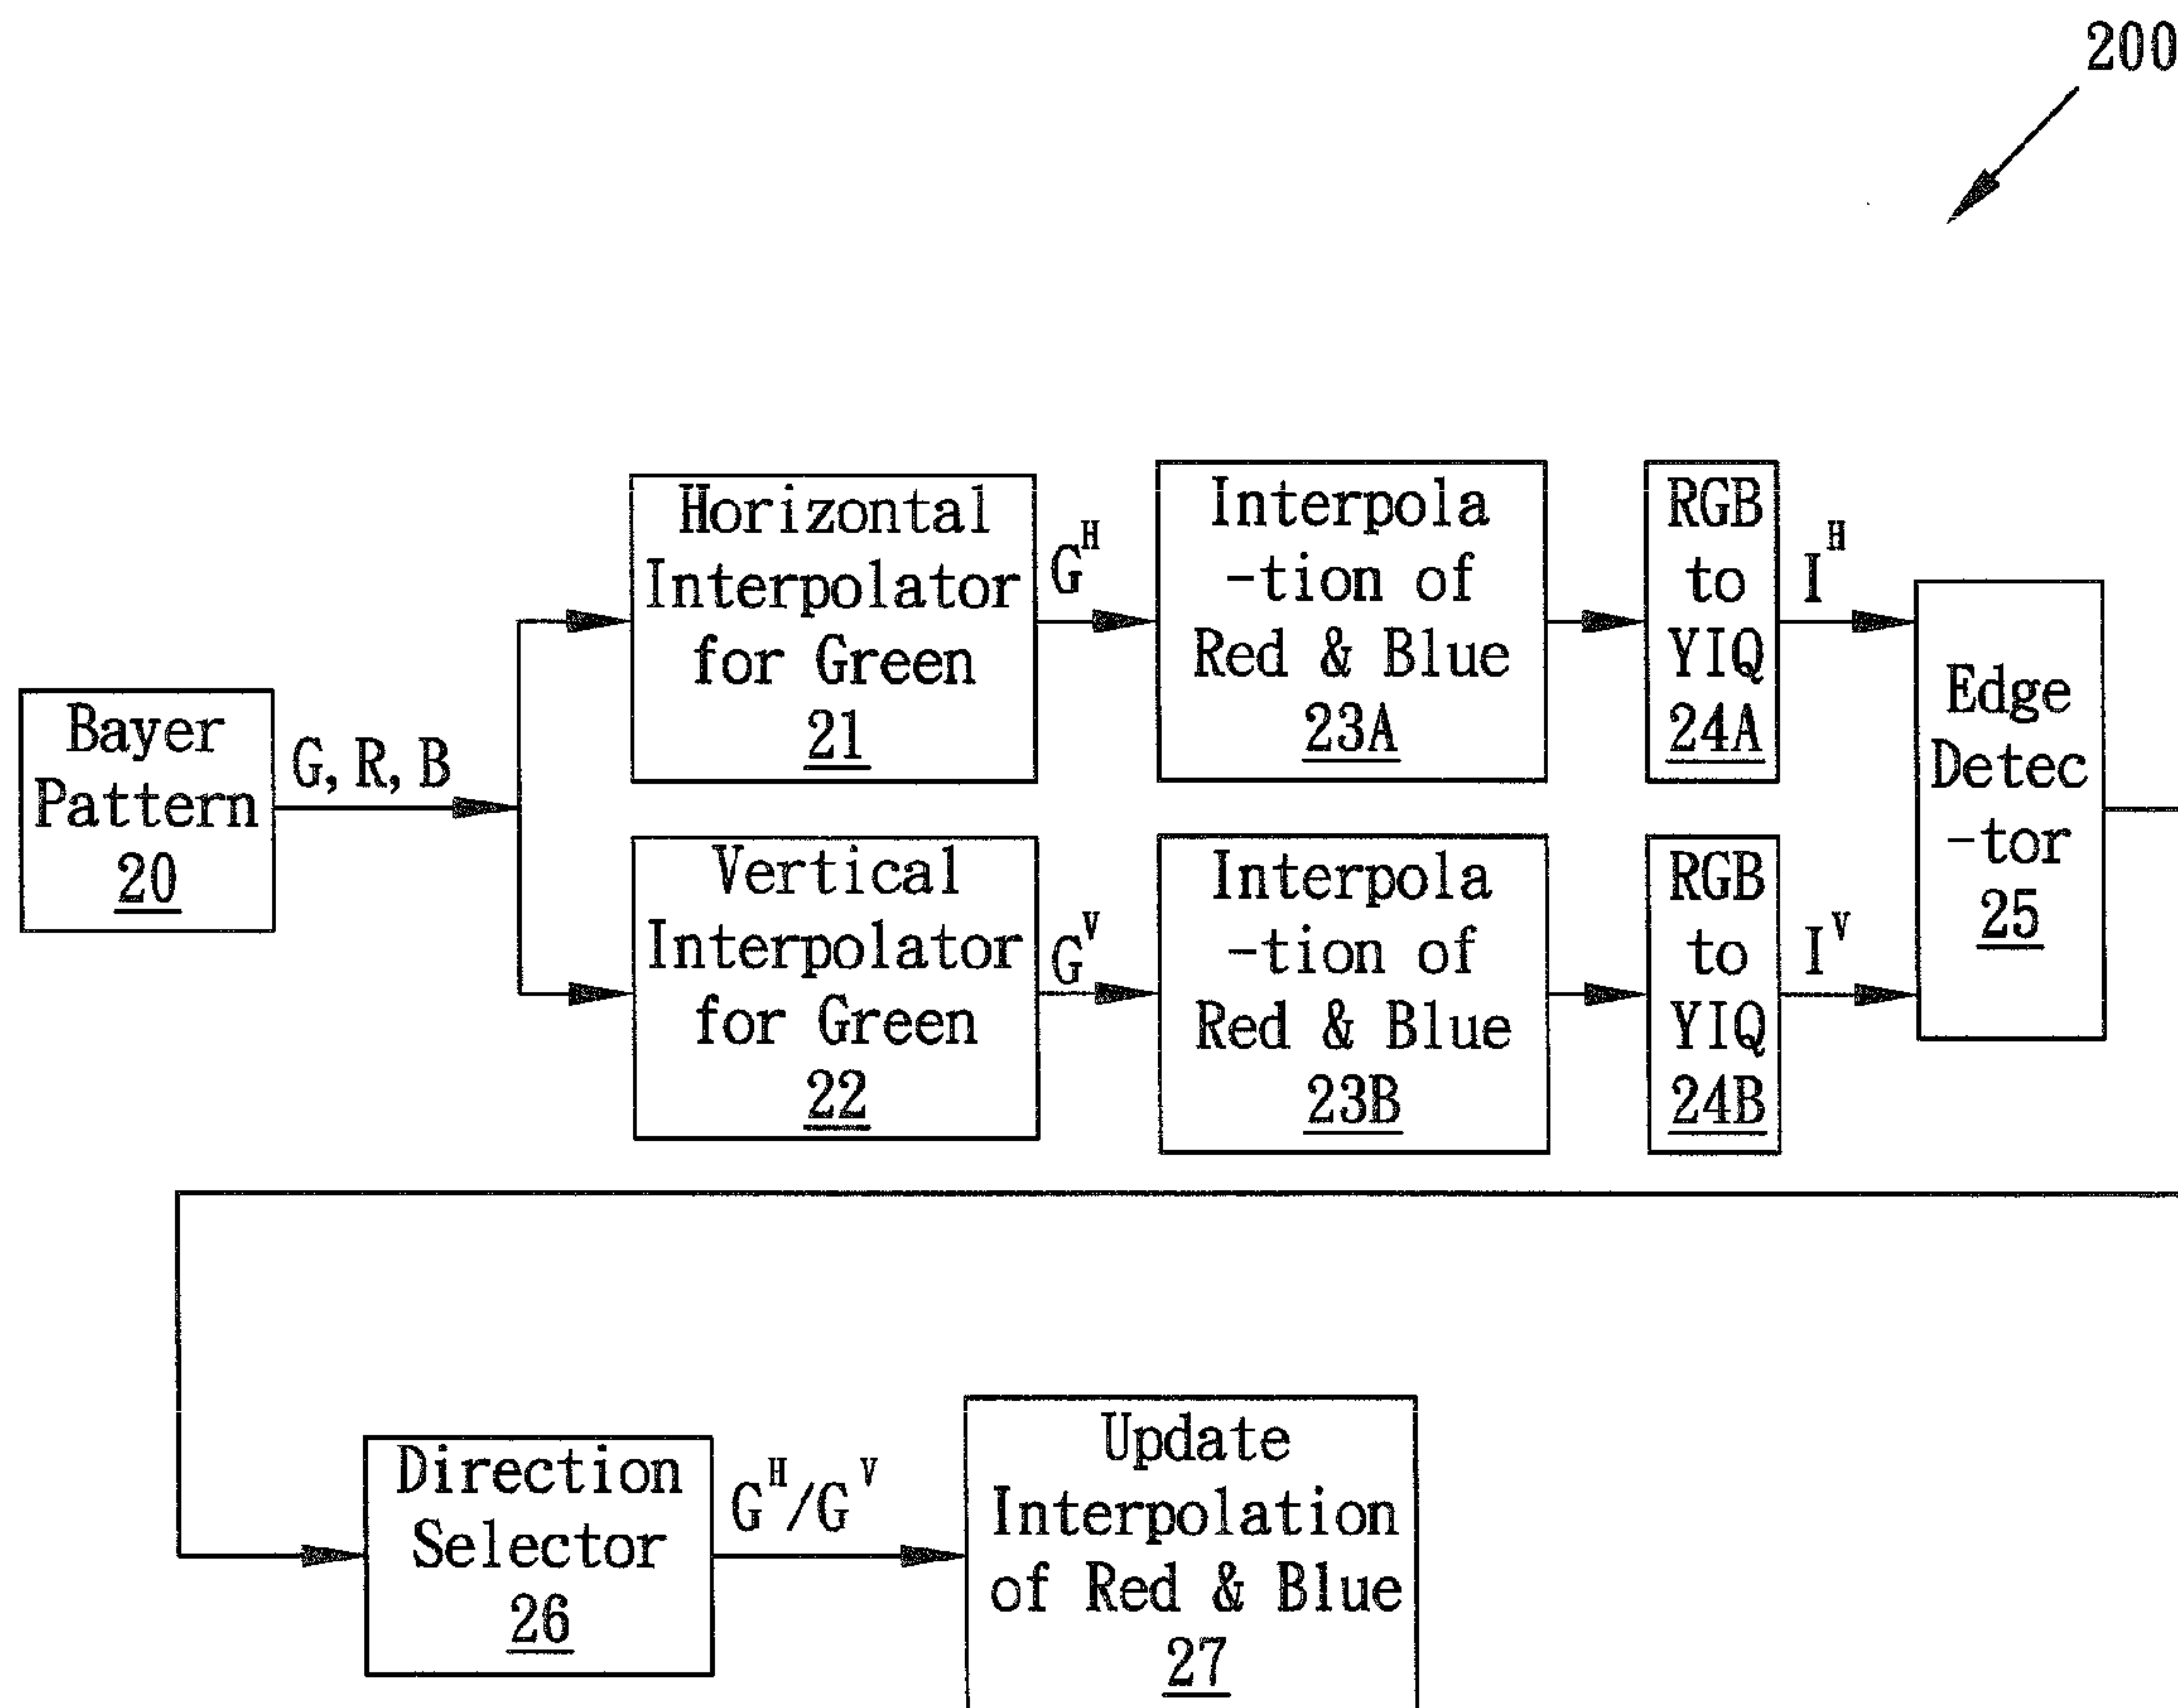 200
Horizontal
Interpolator
for Green
21
G^H
Interpola
-tion of
Red & Blue
23A
RGB
to
YIQ
24A
I^H
Edge
Detec
-tor
25
Bayer
Pattern
20
G, R, B
Vertical
Interpolator
for Green
22
G^V
Interpola
-tion of
Red & Blue
23B
RGB
to
YIQ
24B
I^V
Direction
Selector
26
G^H/G^V
Update
Interpolation
of Red & Blue
27